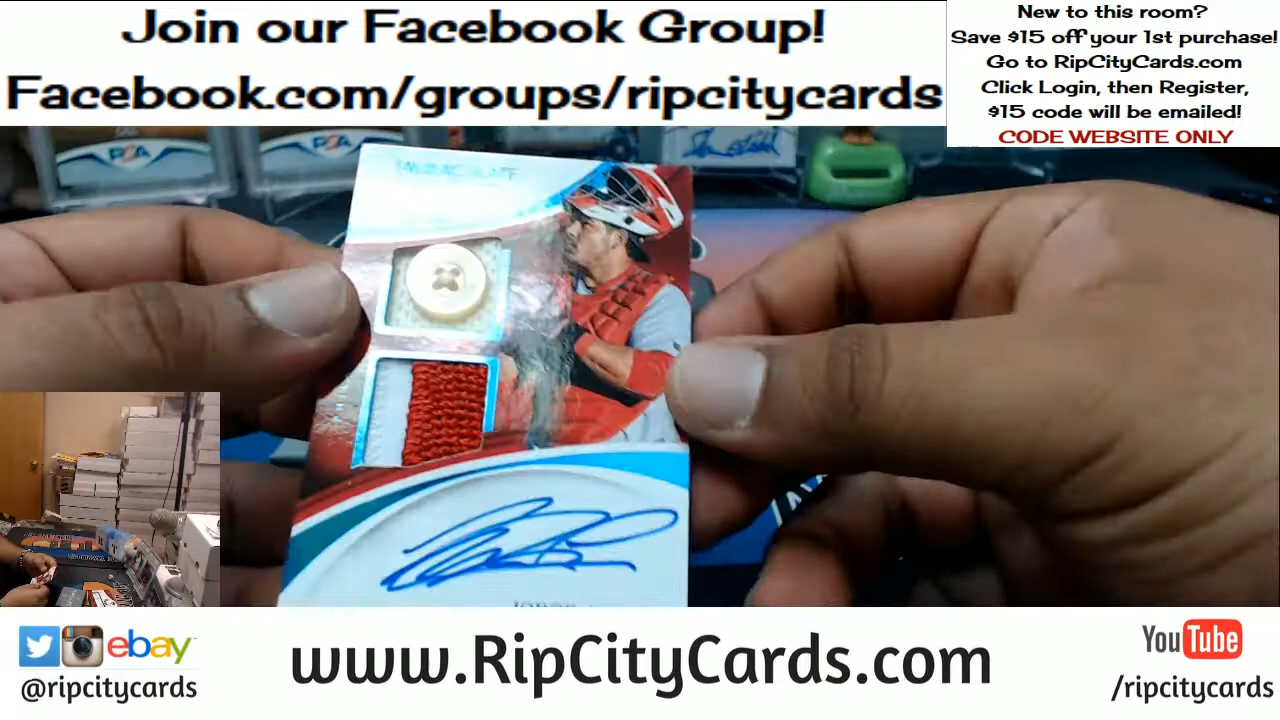 Join our Facebook Group!
Facebook.com/groups/ripcitycards
New to this room?
Save $15 off your 1st purchase!
Go to RipCityCards.com
Click Login, then Register,
$15 code will be emailed!
CODE WEBSITE ONLY
PSA
PSA
IMMACULATE
ebay
@ripcitycards
www.RipCityCards.com
YouTube
/ripcitycards